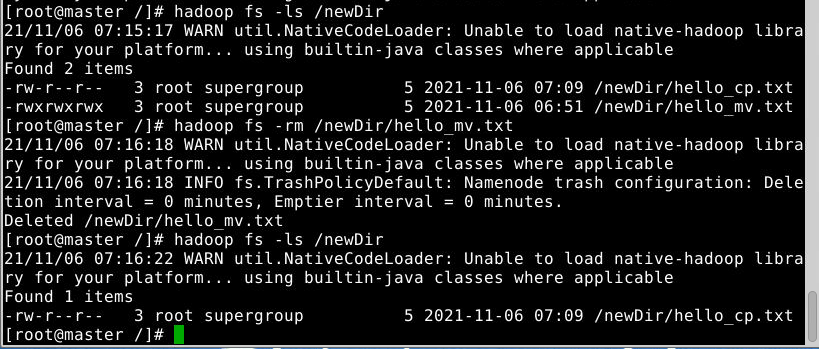 [root@master /]# hadoop fs -ls /newDir
21/11/06 07:15:17 WARN util.NativeCodeLoader: Unable to load native-hadoop libra
ry for your platform... using builtin-java classes where applicable
Found 2 items
-rw-r--r--   3 root supergroup          5 2021-11-06 07:09 /newDir/hello_cp.txt
-rwxrwxrwx   3 root supergroup          5 2021-11-06 06:51 /newDir/hello_mv.txt
[root@master /]# hadoop fs -rm /newDir/hello_mv.txt
21/11/06 07:16:18 WARN util.NativeCodeLoader: Unable to load native-hadoop libra
ry for your platform... using builtin-java classes where applicable
21/11/06 07:16:18 INFO fs.TrashPolicyDefault: Namenode trash configuration: Dele
tion interval = 0 minutes, Emptier interval = 0 minutes.
Deleted /newDir/hello_mv.txt
[root@master /]# hadoop fs -ls /newDir
21/11/06 07:16:22 WARN util.NativeCodeLoader: Unable to load native-hadoop libra
ry for your platform... using builtin-java classes where applicable
Found 1 items
-rw-r--r--   3 root supergroup          5 2021-11-06 07:09 /newDir/hello_cp.txt
[root@master /]#